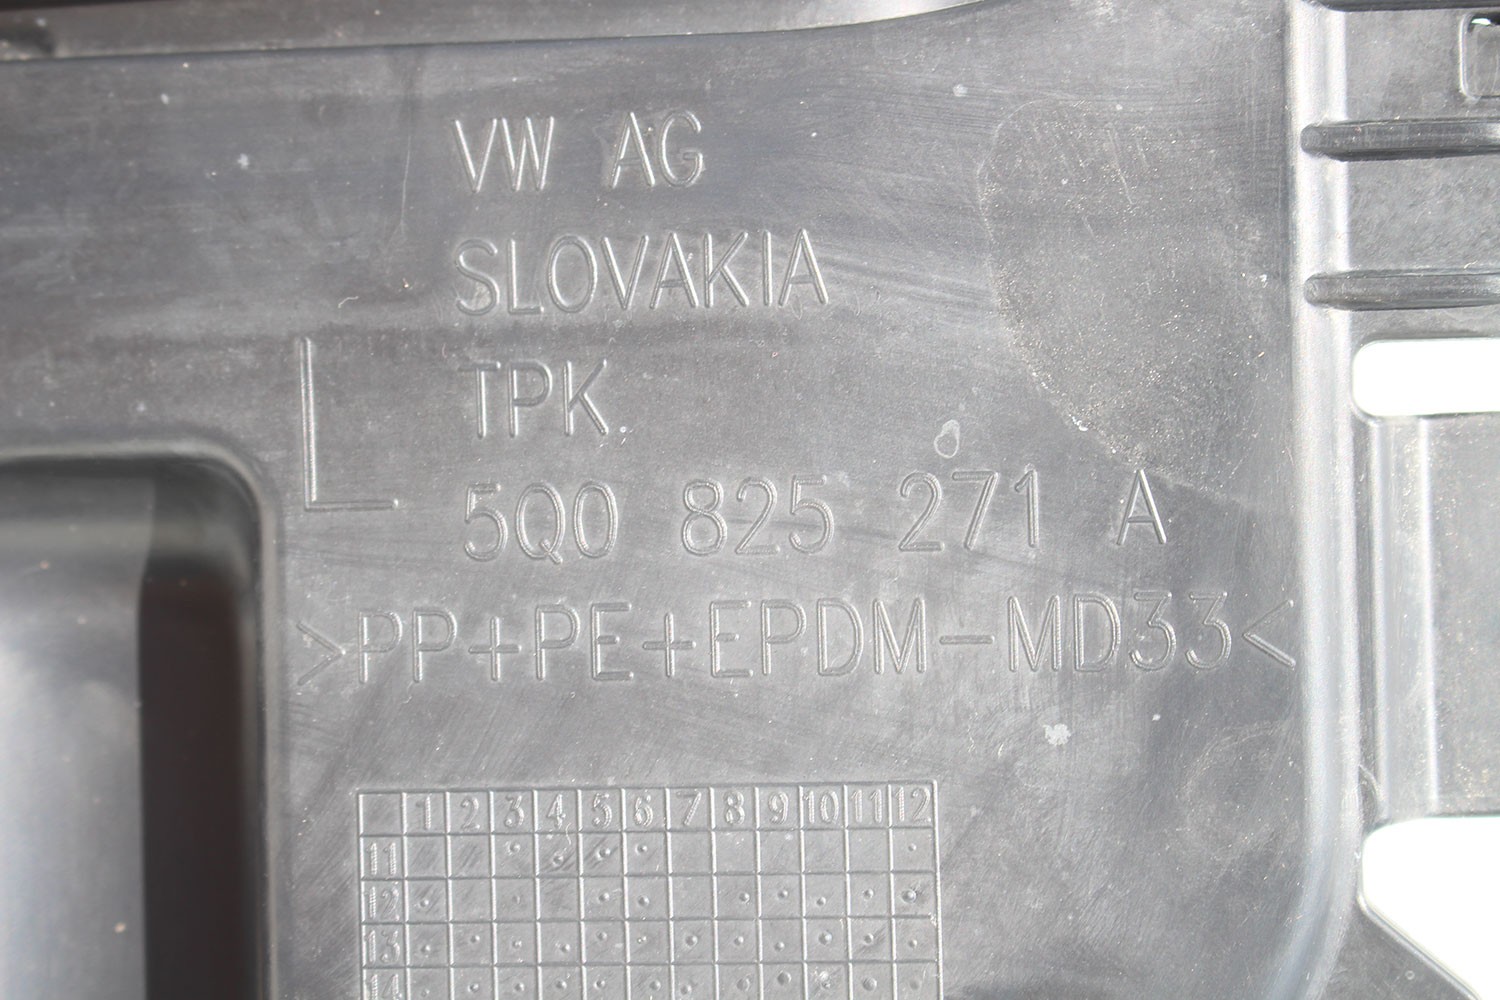 VW AG
SLOVAKIA
TPK
L
5Q0 825 271 A
>PP+PE+EPDM-MD33<
1 2 3 4 5 6 7 8 9 10 11 12
11
12
13
14